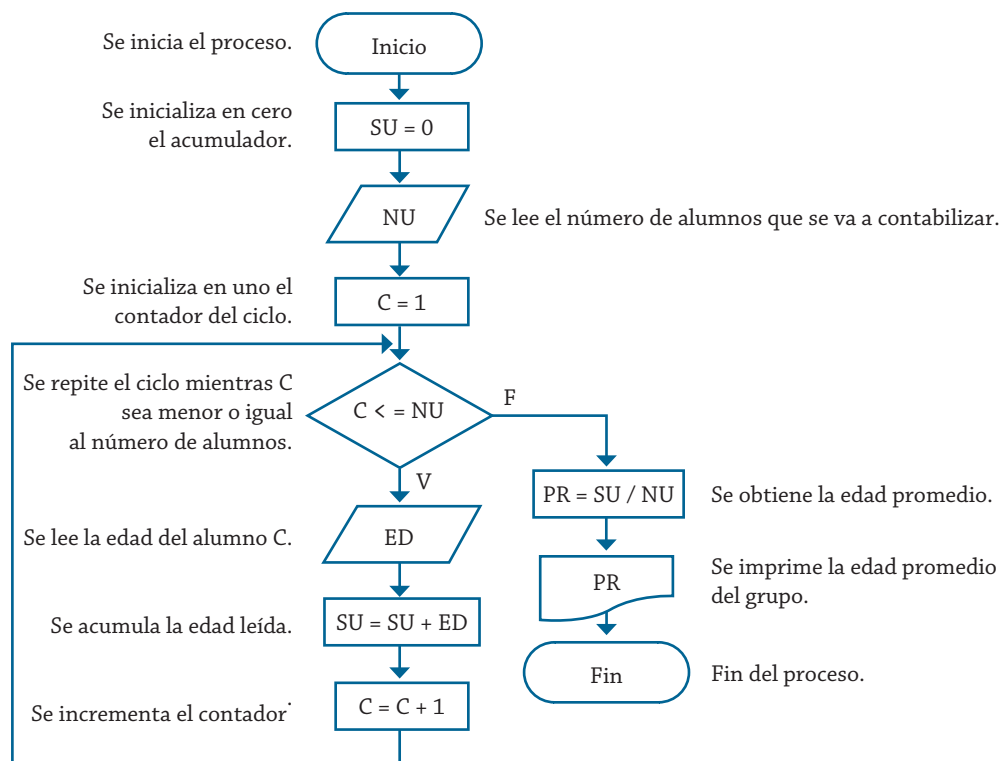 Se inicia el proceso.
Inicio
Se inicializa en cero
el acumulador.
SU = 0
NU
Se lee el número de alumnos que se va a contabilizar.
Se inicializa en uno el
contador del ciclo.
C = 1
Se repite el ciclo mientras C
sea menor o igual
al número de alumnos.
C < = NU
F
V
PR = SU / NU
Se obtiene la edad promedio.
Se lee la edad del alumno C.
ED
PR
Se imprime la edad promedio
del grupo.
Se acumula la edad leída.
SU = SU + ED
Fin
Fin del proceso.
Se incrementa el contador.
C = C + 1